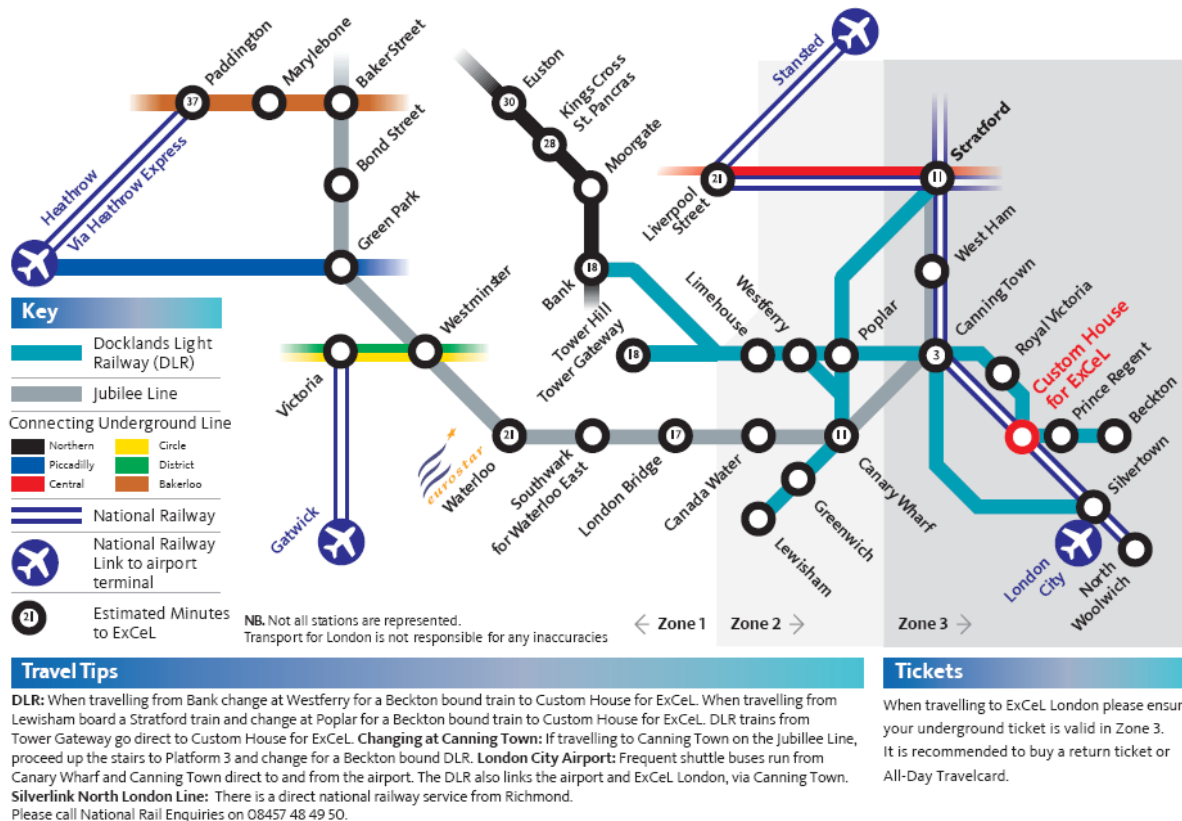 Stansted
Paddington
Marylebone
Baker Street
Euston
Kings Cross
St. Pancras
37
30
28
Heathrow
Via Heathrow Express
Bond Street
Moorgate
Liverpool
Street
21
Stratford
11
Green Park
West Ham
Bank
18
Westminster
Limehouse
Westferry
Poplar
Canning Town
3
Royal Victoria
Custom House
for ExCeL
Prince Regent
Beckton
Tower Hill
Tower Gateway
18
Victoria
Silvertown
eurostar
Waterloo
21
Southwark
for Waterloo East
London Bridge
17
Canada Water
Canary Wharf
11
Greenwich
Lewisham
Gatwick
London
City
North
Woolwich
Key
Docklands Light
Railway (DLR)
Jubilee Line
Connecting Underground Line
Northern Circle
Piccadilly District
Central Bakerloo
National Railway
National Railway
Link to airport
terminal
21
Estimated Minutes
to ExCeL
NB. Not all stations are represented.
Transport for London is not responsible for any inaccuracies
← Zone 1 Zone 2 → Zone 3 →
Travel Tips
DLR: When travelling from Bank change at Westferry for a Beckton bound train to Custom House for ExCeL. When travelling from
Lewisham board a Stratford train and change at Poplar for a Beckton bound train to Custom House for ExCeL. DLR trains from
Tower Gateway go direct to Custom House for ExCeL. Changing at Canning Town: If travelling to Canning Town on the Jubilee Line,
proceed up the stairs to Platform 3 and change for a Beckton bound DLR. London City Airport: Frequent shuttle buses run from
Canary Wharf and Canning Town direct to and from the airport. The DLR also links the airport and ExCeL London, via Canning Town.
Silverlink North London Line: There is a direct national railway service from Richmond.
Please call National Rail Enquiries on 08457 48 49 50.
Tickets
When travelling to ExCeL London please ensur
your underground ticket is valid in Zone 3.
It is recommended to buy a return ticket or
All-Day Travelcard.